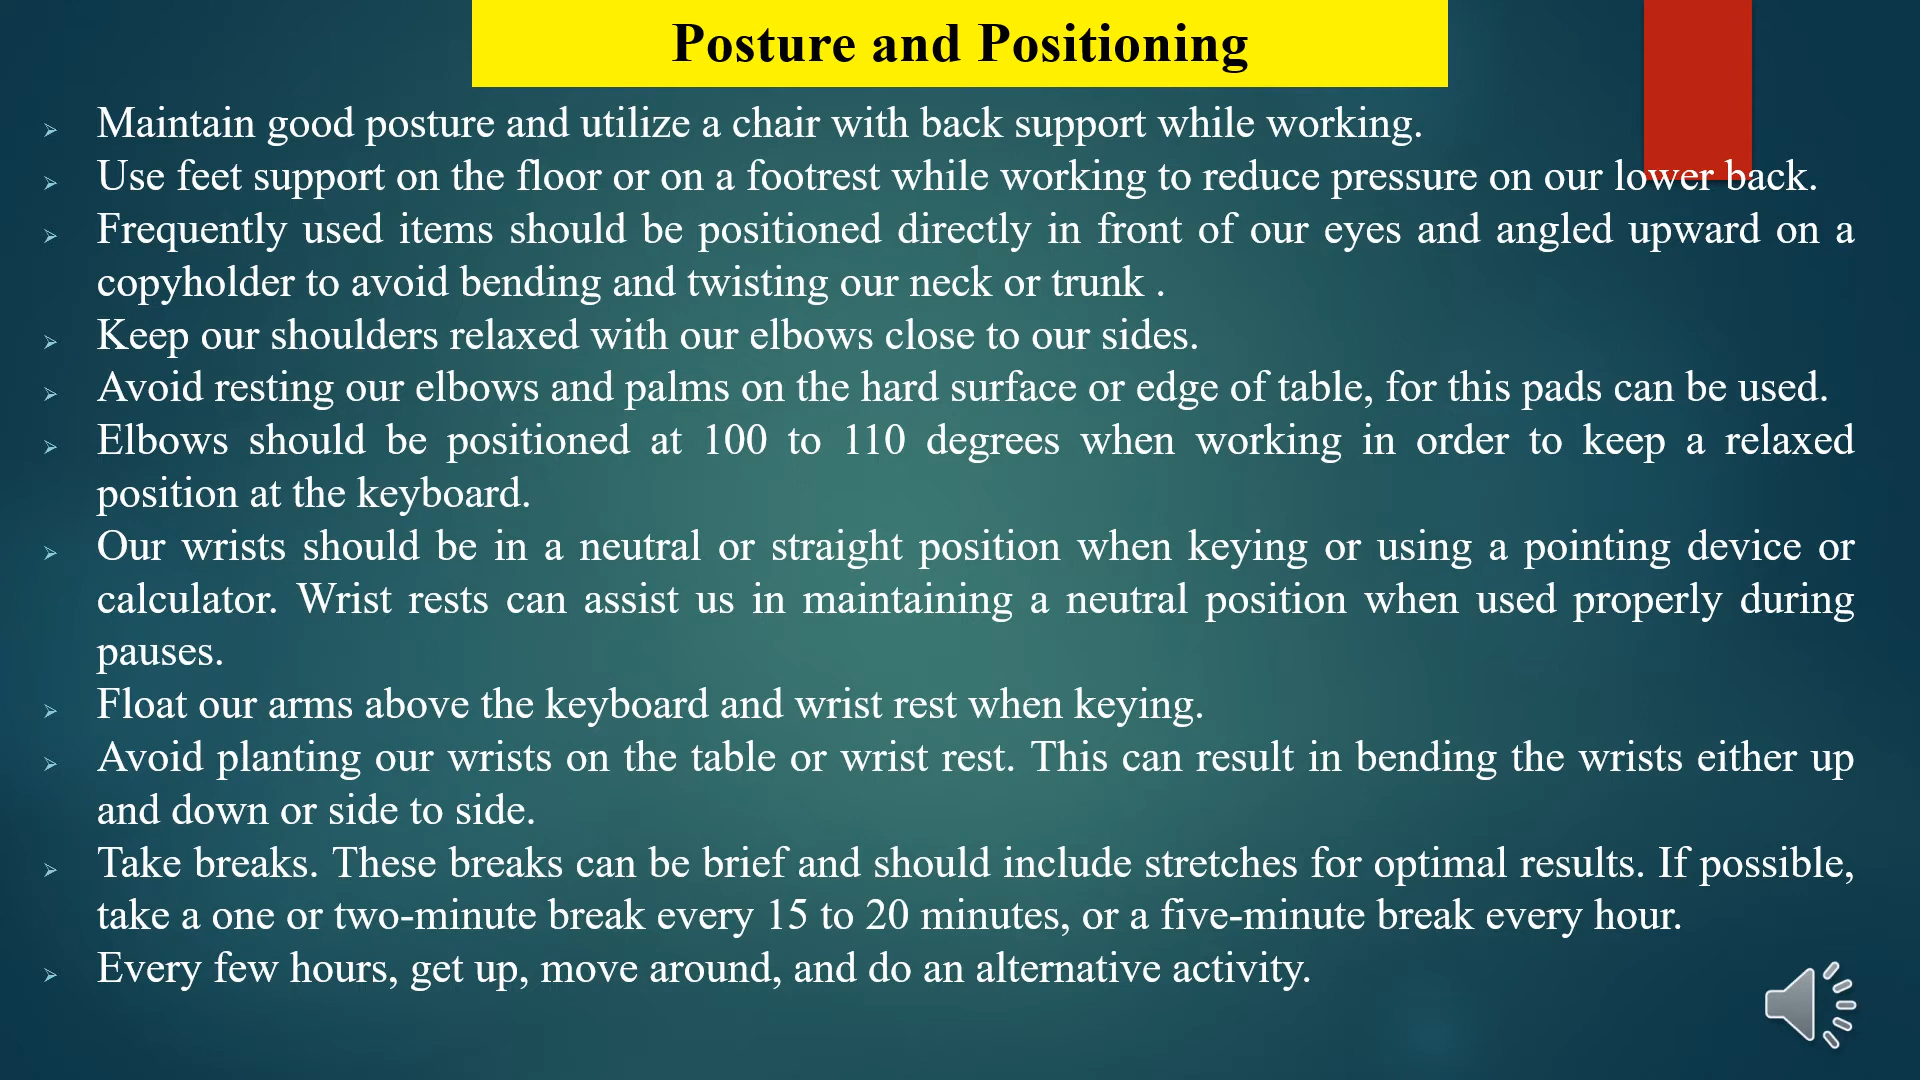 Posture and Positioning
➢ Maintain good posture and utilize a chair with back support while working.
➢ Use feet support on the floor or on a footrest while working to reduce pressure on our lower back.
➢ Frequently used items should be positioned directly in front of our eyes and angled upward on a
copyholder to avoid bending and twisting our neck or trunk .
➢ Keep our shoulders relaxed with our elbows close to our sides.
➢ Avoid resting our elbows and palms on the hard surface or edge of table, for this pads can be used.
➢ Elbows should be positioned at 100 to 110 degrees when working in order to keep a relaxed
position at the keyboard.
➢ Our wrists should be in a neutral or straight position when keying or using a pointing device or
calculator. Wrist rests can assist us in maintaining a neutral position when used properly during
pauses.
➢ Float our arms above the keyboard and wrist rest when keying.
➢ Avoid planting our wrists on the table or wrist rest. This can result in bending the wrists either up
and down or side to side.
➢ Take breaks. These breaks can be brief and should include stretches for optimal results. If possible,
take a one or two-minute break every 15 to 20 minutes, or a five-minute break every hour.
➢ Every few hours, get up, move around, and do an alternative activity.